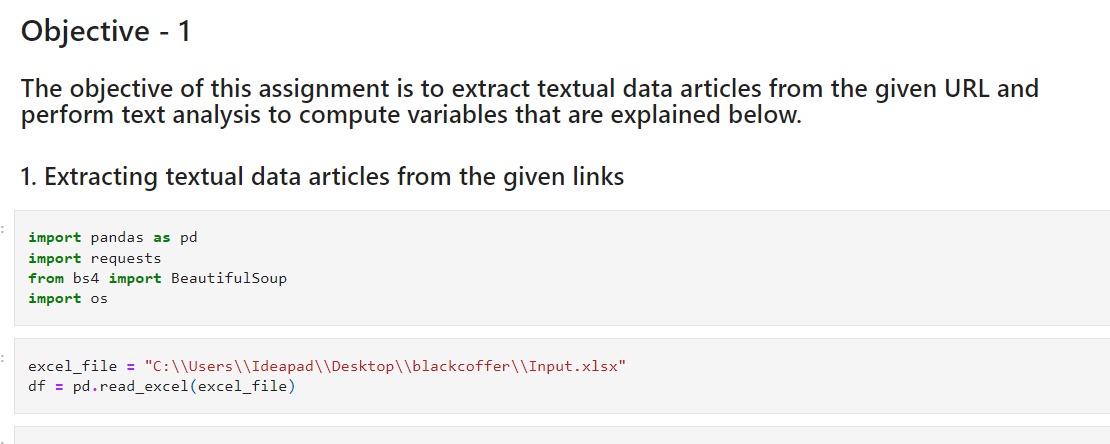 Objective - 1
The objective of this assignment is to extract textual data articles from the given URL and
perform text analysis to compute variables that are explained below.
1. Extracting textual data articles from the given links
:
import pandas as pd
import requests
from bs4 import BeautifulSoup
import os
:
excel_file = "C:\\Users\\Ideapad\\Desktop\\blackcoffer\\Input.xlsx"
df = pd.read_excel(excel_file)